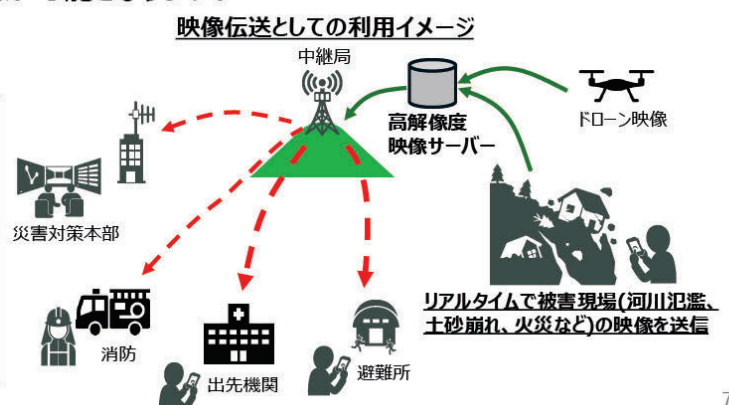 映像伝送としての利用イメージ
中継局
高解像度
映像サーバー
ドローン映像
災害対策本部
リアルタイムで被害現場(河川氾濫、
土砂崩れ、火災など)の映像を送信
消防
出先機関
避難所
7